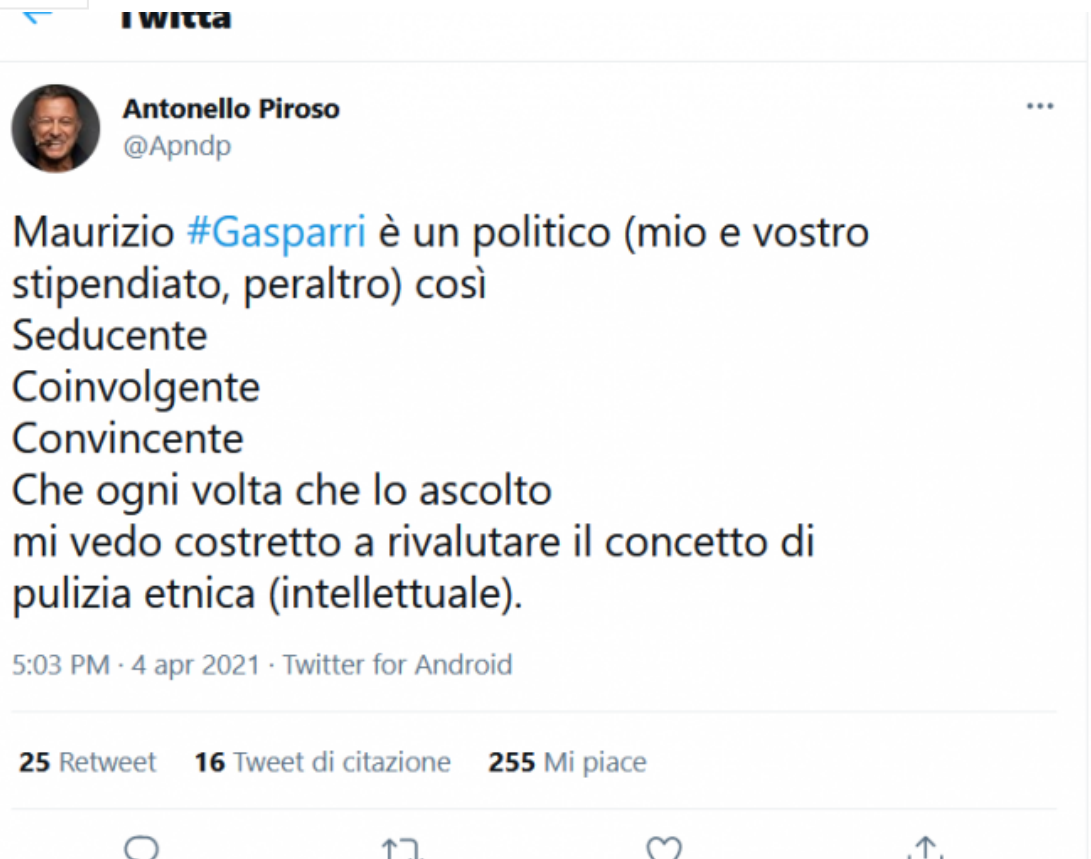 Twitta
Antonello Piroso
@Apndp
Maurizio #Gasparri è un politico (mio e vostro
stipendiato, peraltro) così
Seducente
Coinvolgente
Convincente
Che ogni volta che lo ascolto
mi vedo costretto a rivalutare il concetto di
pulizia etnica (intellettuale).
5:03 PM · 4 apr 2021 · Twitter for Android
25 Retweet 16 Tweet di citazione 255 Mi piace